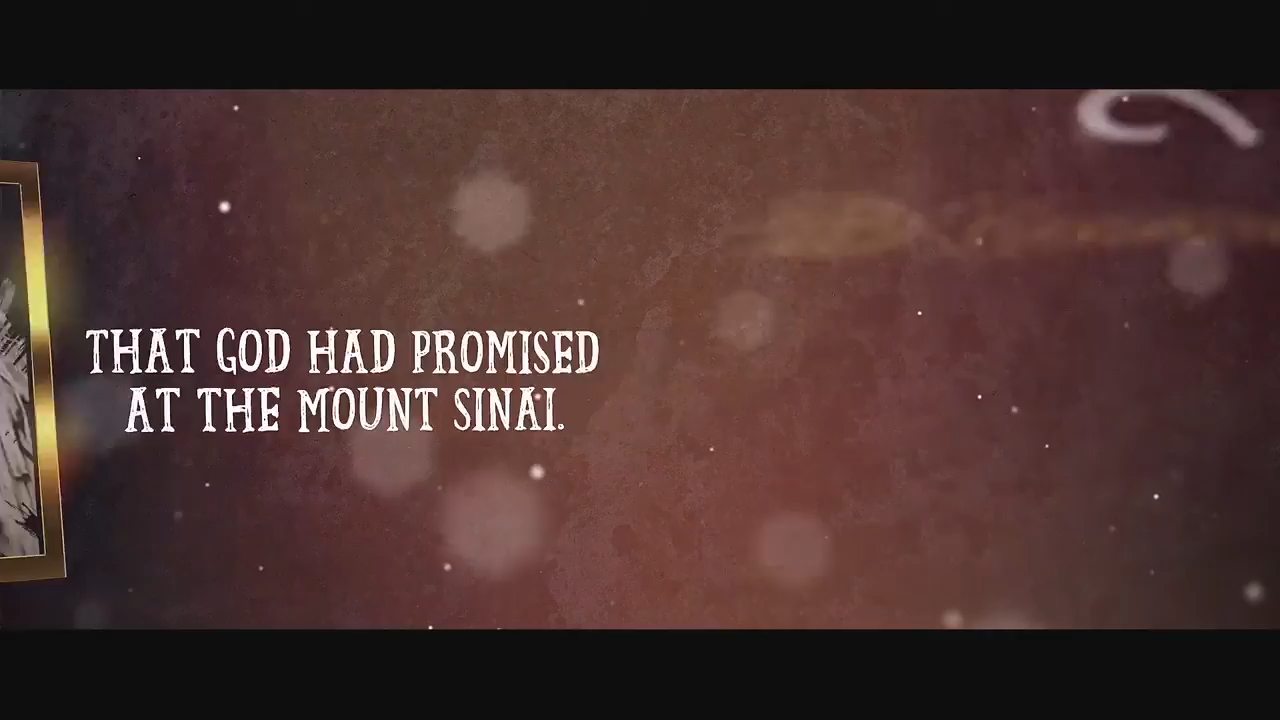 THAT GOD HAD PROMISED
AT THE MOUNT SINAI.